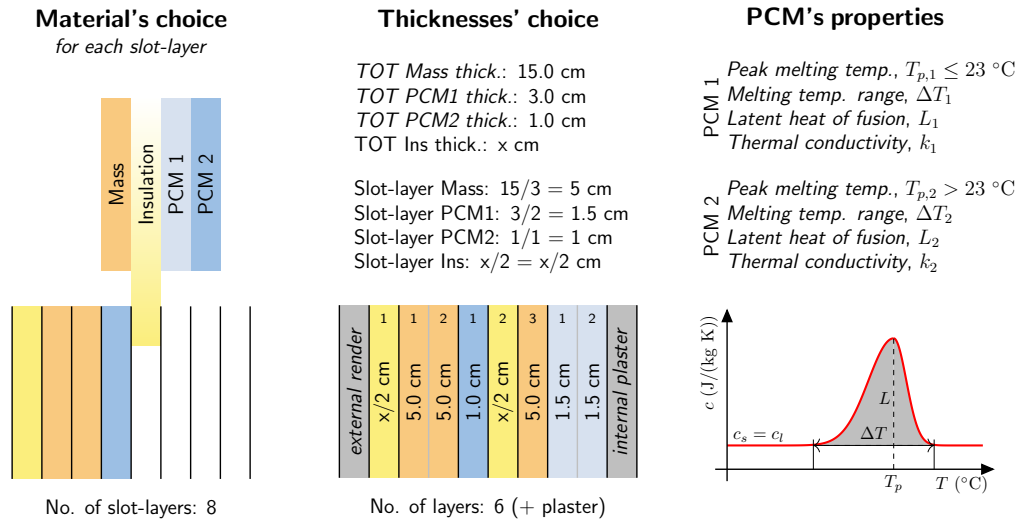 Material's choice
for each slot-layer
Mass
Insulation
PCM 1
PCM 2
No. of slot-layers: 8
Thicknesses' choice
TOT Mass thick.: 15.0 cm
TOT PCM1 thick.: 3.0 cm
TOT PCM2 thick.: 1.0 cm
TOT Ins thick.: x cm
Slot-layer Mass: 15/3 = 5 cm
Slot-layer PCM1: 3/2 = 1.5 cm
Slot-layer PCM2: 1/1 = 1 cm
Slot-layer Ins: x/2 = x/2 cm
1 1 2 1 2 3 1 2
external render
x/2 cm
5.0 cm
5.0 cm
1.0 cm
x/2 cm
5.0 cm
1.5 cm
1.5 cm
internal plaster
No. of layers: 6 (+ plaster)
PCM's properties
PCM 1
Peak melting temp., T_{p,1} ≤ 23 °C
Melting temp. range, ΔT_1
Latent heat of fusion, L_1
Thermal conductivity, k_1
PCM 2
Peak melting temp., T_{p,2} > 23 °C
Melting temp. range, ΔT_2
Latent heat of fusion, L_2
Thermal conductivity, k_2
c (J/(kg K))
L
c_s = c_l
ΔT
T_p
T (°C)